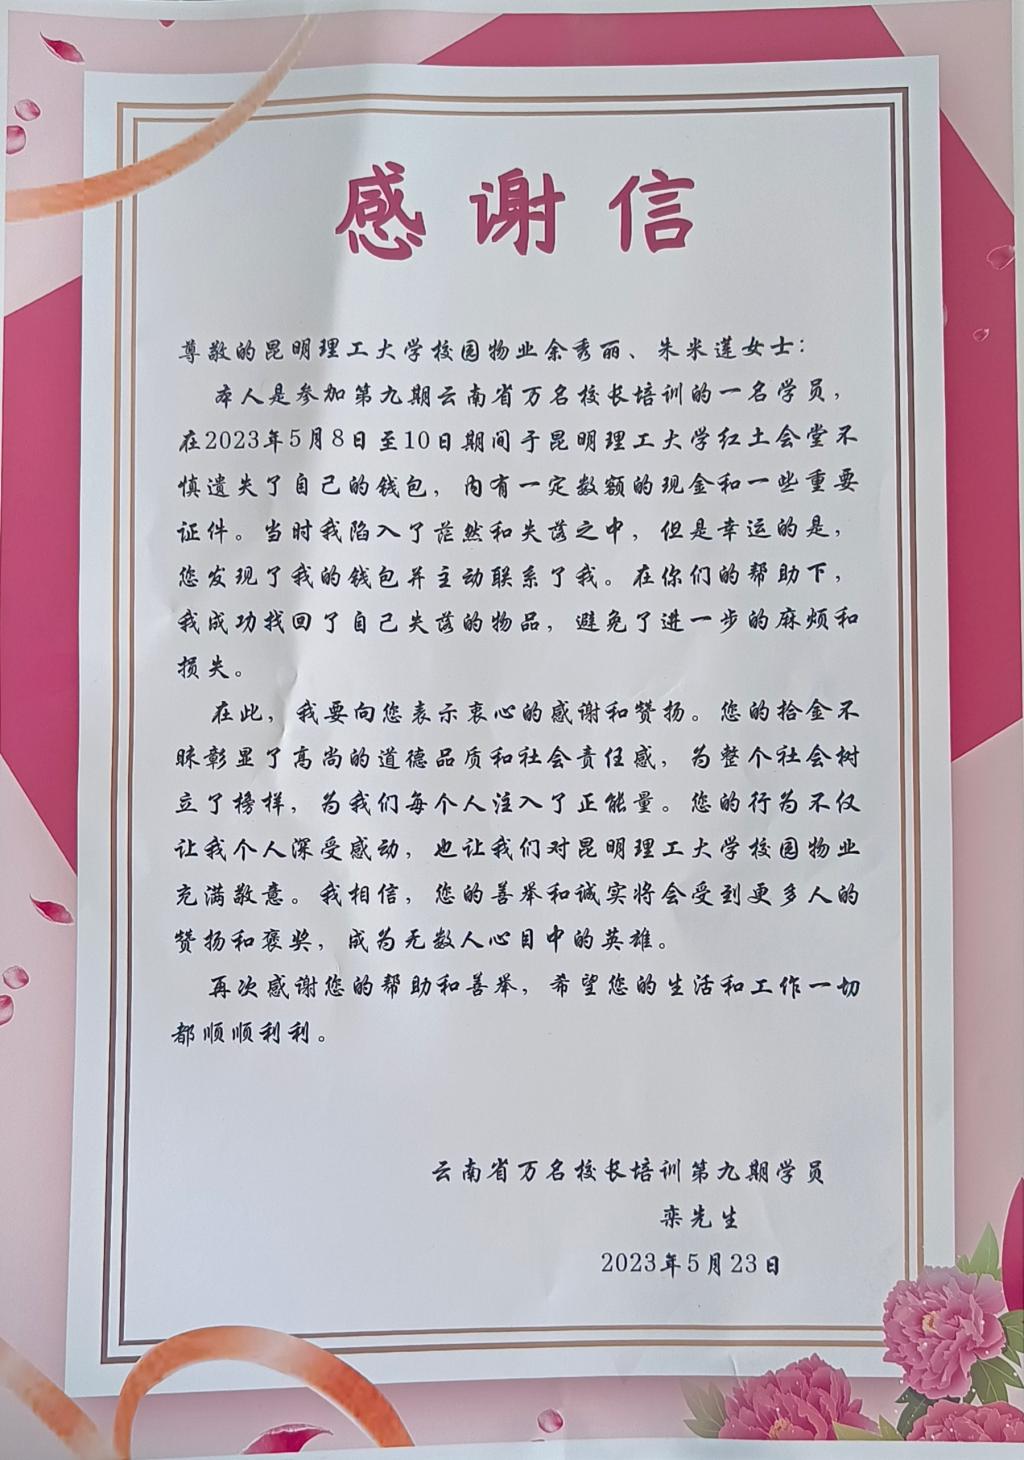 感谢信
尊敬的昆明理工大学校园物业余秀丽、朱米莲女士：
本人是参加第九期云南省万名校长培训的一名学员，
在2023年5月8日至10日期间于昆明理工大学红土会堂不
慎遗失了自己的钱包，内有一定数额的现金和一些重要
证件。当时我陷入了茫然和失落之中，但是幸运的是，
您发现了我的钱包并主动联系了我。在你们的帮助下，
我成功找回了自己失落的物品，避免了进一步的麻烦和
损失。
在此，我要向您表示衷心的感谢和赞扬。您的拾金不
昧彰显了高尚的道德品质和社会责任感，为整个社会树
立了榜样，为我们每个人注入了正能量。您的行为不仅
让我个人深受感动，也让我们对昆明理工大学校园物业
充满敬意。我相信，您的善举和诚实将会受到更多人的
赞扬和褒奖，成为无数人心目中的英雄。
再次感谢您的帮助和善举，希望您的生活和工作一切
都顺顺利利。
云南省万名校长培训第九期学员
栾先生
2023年5月23日